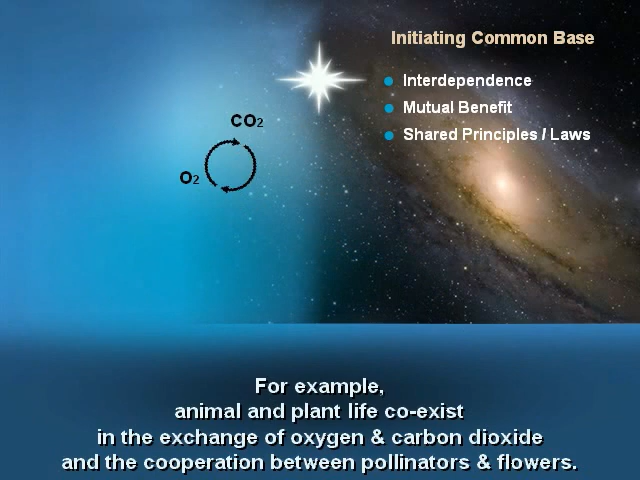 Initiating Common Base
Interdependence
Mutual Benefit
Shared Principles / Laws
CO2
O2
For example,
animal and plant life co-exist
in the exchange of oxygen & carbon dioxide
and the cooperation between pollinators & flowers.